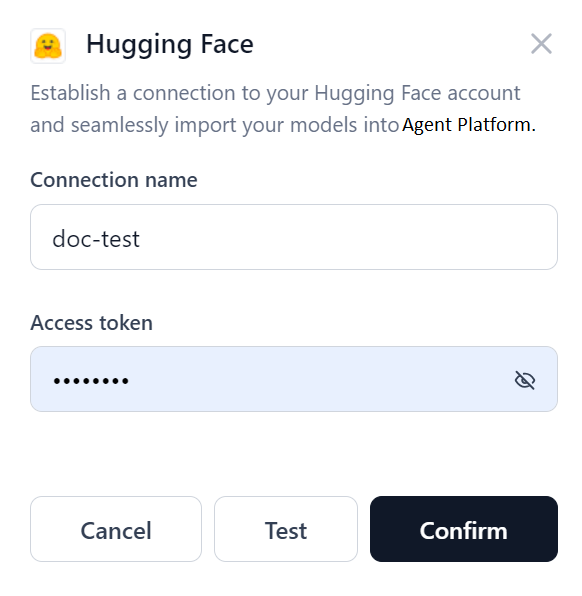 Hugging Face
Establish a connection to your Hugging Face account
and seamlessly import your models into Agent Platform.
Connection name
doc-test
Access token
••••••••
Cancel
Test
Confirm